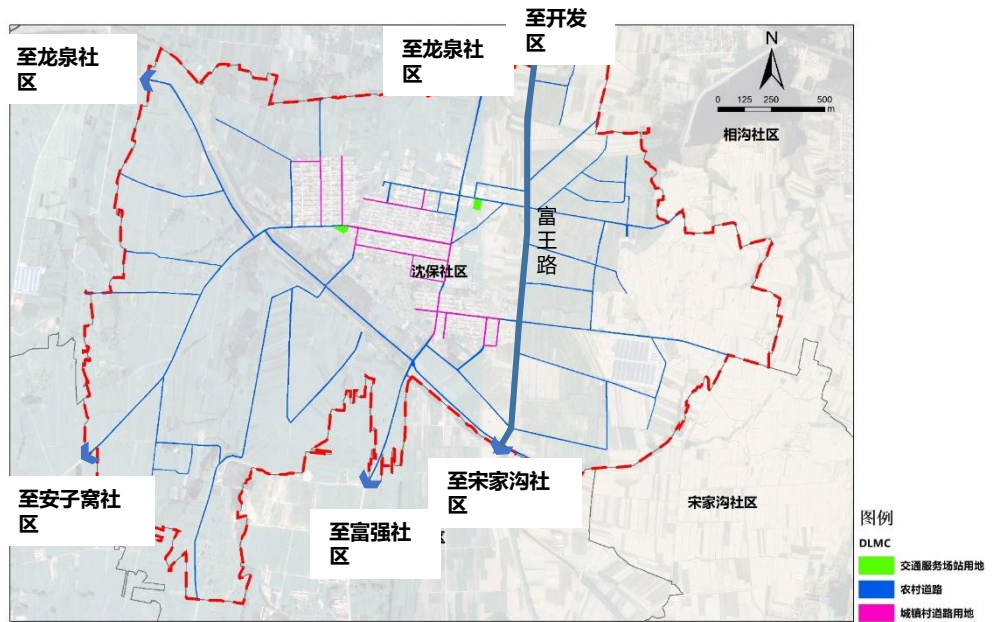 至开发
区
至龙泉社
区
至龙泉社
区
N
0 125 250 500
m
相沟社区
富
王
路
沈保社区
至安子窝社
区
至富强社
区
区
至宋家沟社
区
宋家沟社区
图例
DLMC
交通服务场站用地
农村道路
城镇村道路用地